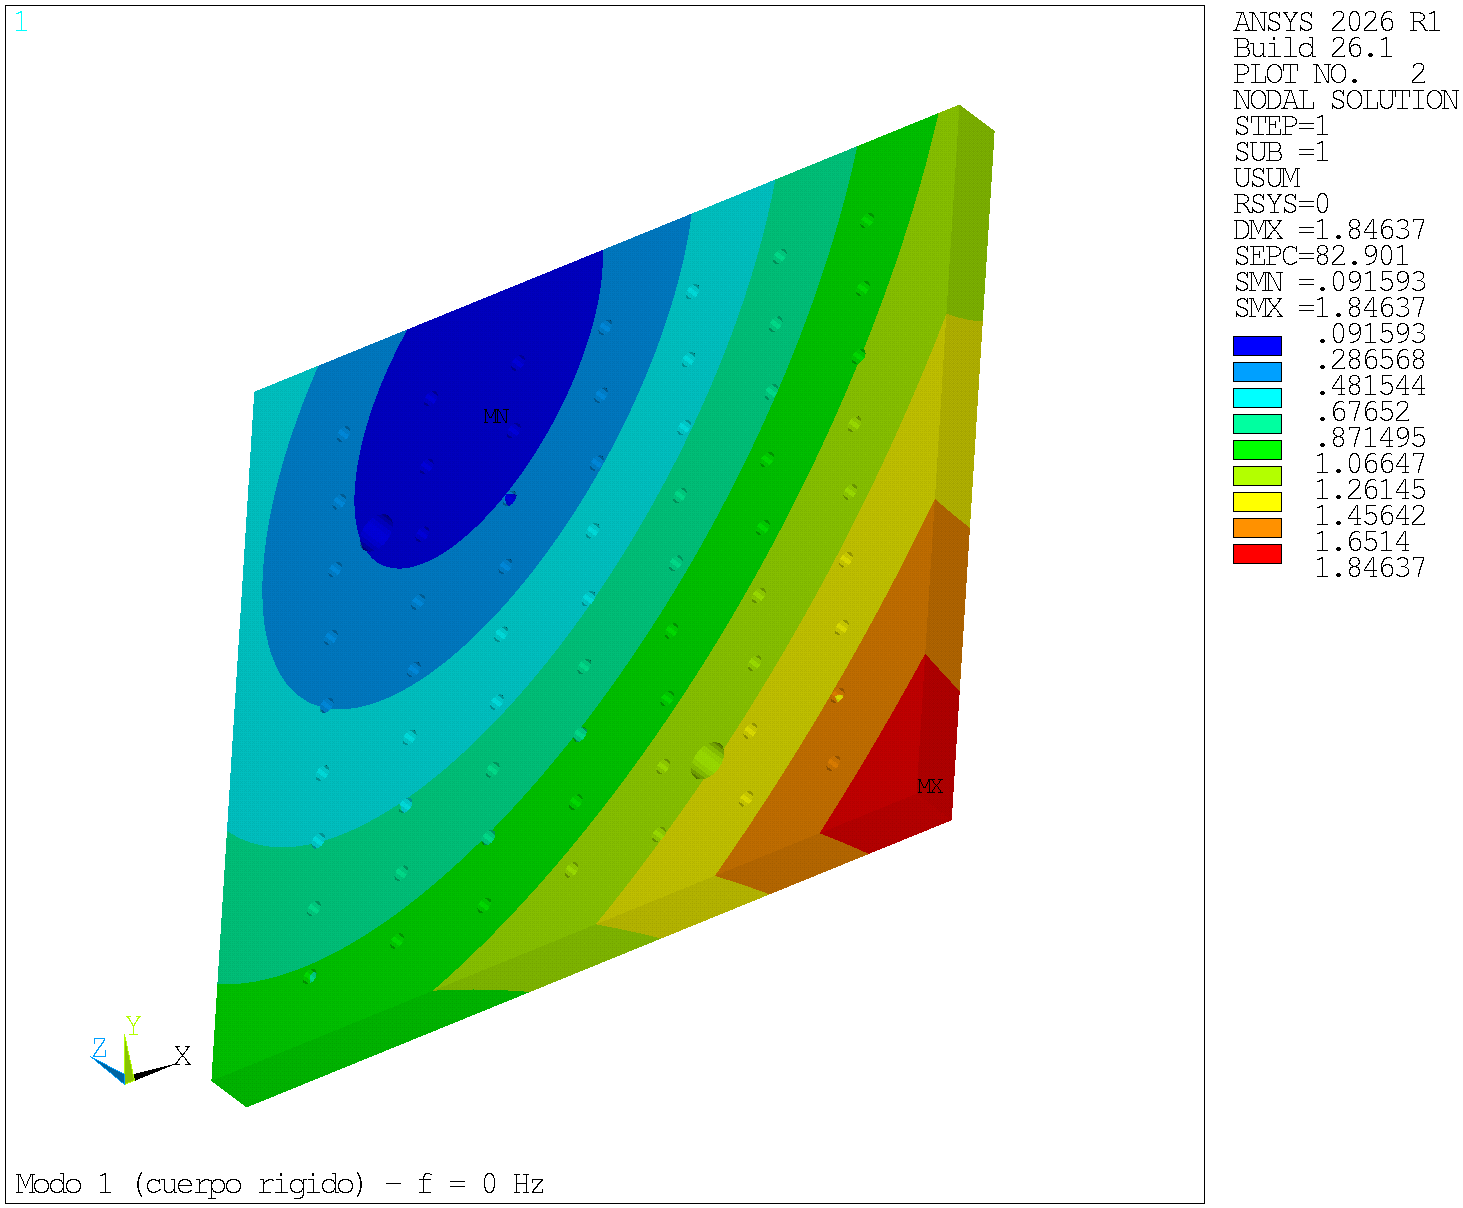 1
ANSYS 2026 R1
Build 26.1
PLOT NO.   2
NODAL SOLUTION
STEP=1
SUB =1
USUM
RSYS=0
DMX =1.84637
SEPC=82.901
SMN =.091593
SMX =1.84637
.091593
.286568
.481544
.67652
.871495
1.06647
1.26145
1.45642
1.6514
1.84637
MN
MX
Y
Z
X
Modo 1 (cuerpo rigido) - f = 0 Hz